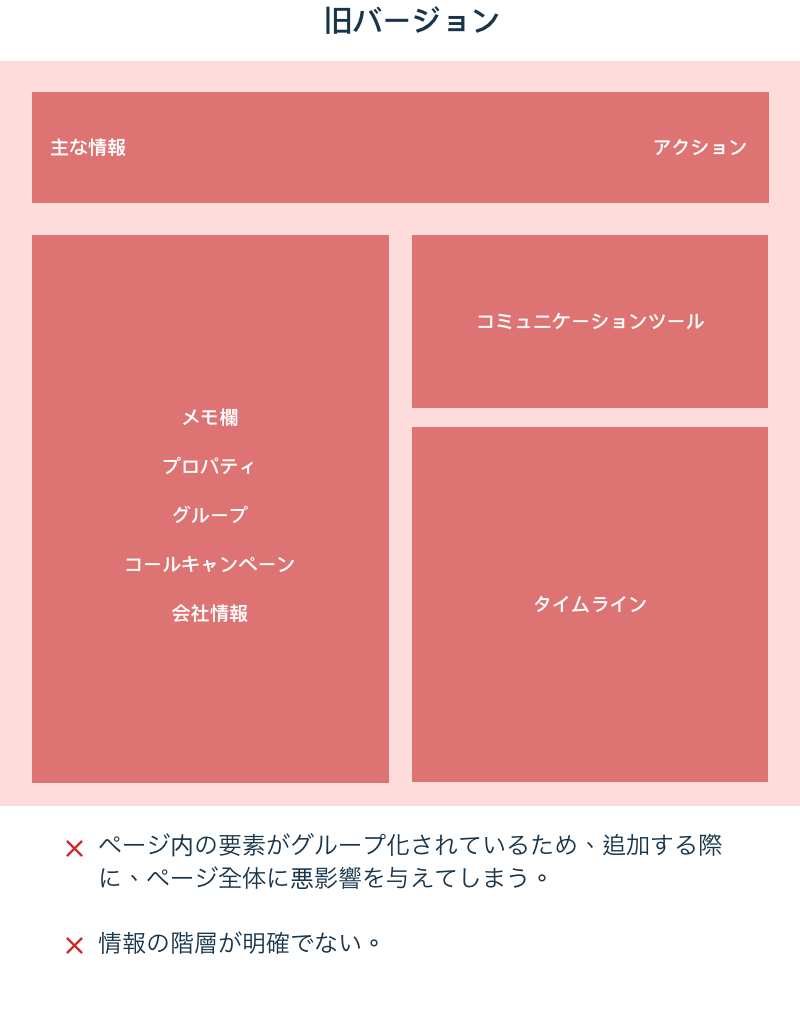 旧バージョン
主な情報
アクション
メモ欄
プロパティ
グループ
コールキャンペーン
会社情報
コミュニケーションツール
タイムライン
ページ内の要素がグループ化されているため、追加する際
に、ページ全体に悪影響を与えてしまう。
情報の階層が明確でない。